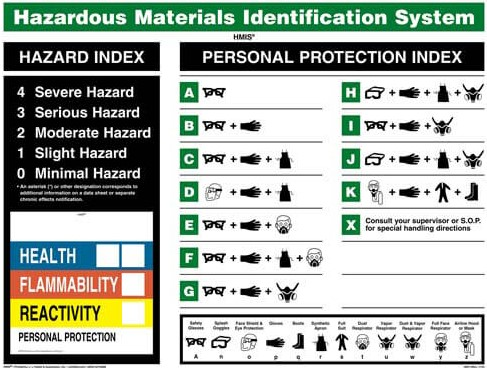 Hazardous Materials Identification System
HMIS®
HAZARD INDEX
4 Severe Hazard
3 Serious Hazard
2 Moderate Hazard
1 Slight Hazard
0 Minimal Hazard
• An asterisk (*) or other designation corresponds to
additional information on a data sheet or separate
chronic effects notification.
HEALTH
FLAMMABILITY
REACTIVITY
PERSONAL PROTECTION
PERSONAL PROTECTION INDEX
A
B +
C + +
D + +
E + +
F + + +
G + +
H + + +
I + +
J + + +
K + + +
X Consult your supervisor or S.O.P.
for special handling directions
Safety Glasses
Splash Goggles
Face Shield & Eye Protection
Gloves
Boots
Synthetic Apron
Full Suit
Dust Respirator
Vapor Respirator
Dust & Vapor Respirator
Full Face Respirator
Airline Hood or Mask
A n o p q r s t u w y z